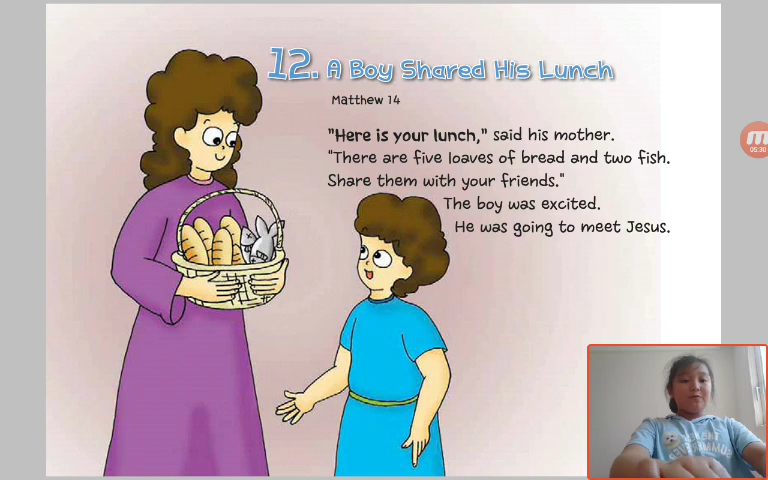 12. A Boy Shared His Lunch
Matthew 14
"Here is your lunch," said his mother.
"There are five loaves of bread and two fish.
Share them with your friends."
The boy was excited.
He was going to meet Jesus.
05:30